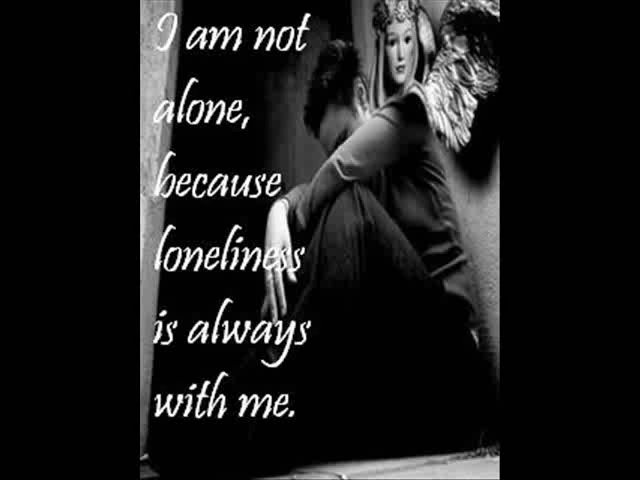 I am not
alone,
because
loneliness
is always
with me.